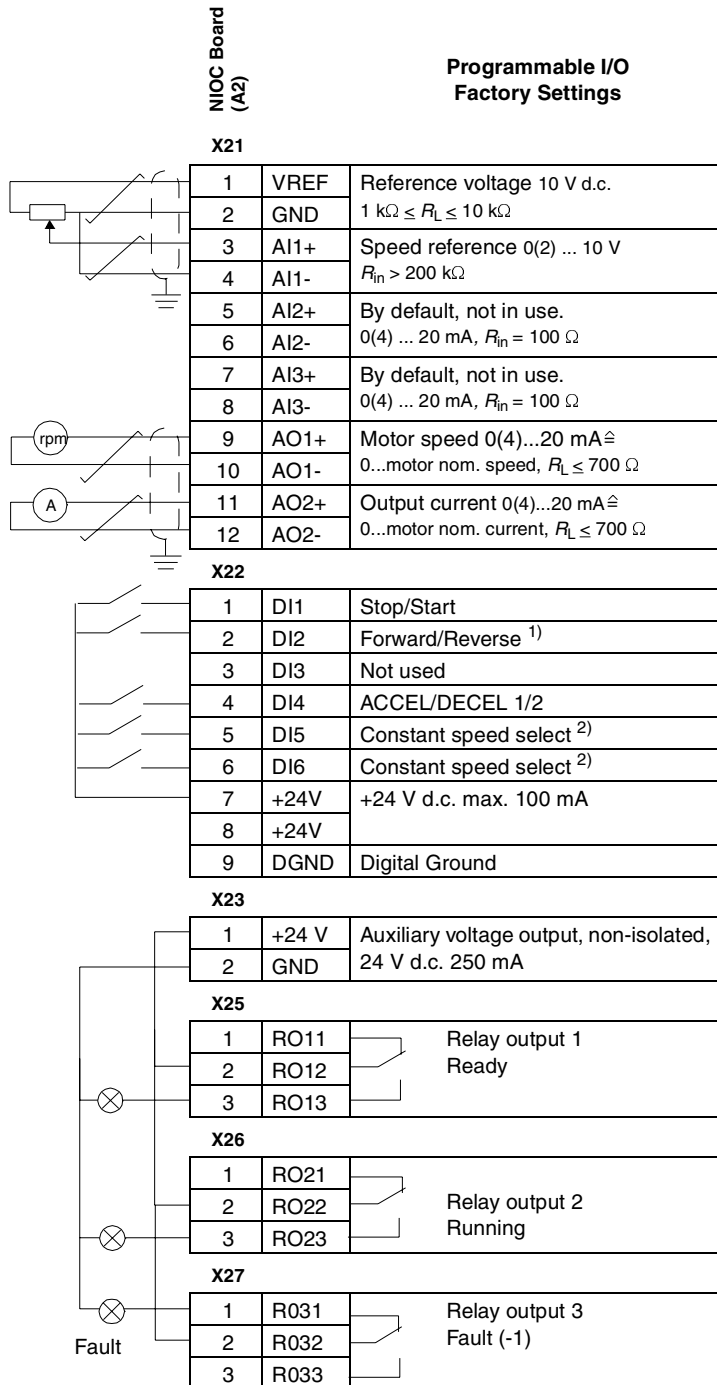 NIOC Board
(A2)
Programmable I/O
Factory Settings
X21
1 VREF Reference voltage 10 V d.c.
2 GND 1 kΩ ≤ RL ≤ 10 kΩ
3 AI1+ Speed reference 0(2) ... 10 V
4 AI1- Rin > 200 kΩ
5 AI2+ By default, not in use.
6 AI2- 0(4) ... 20 mA, Rin = 100 Ω
7 AI3+ By default, not in use.
8 AI3- 0(4) ... 20 mA, Rin = 100 Ω
rpm 9 AO1+ Motor speed 0(4)...20 mA ≙
10 AO1- 0...motor nom. speed, RL ≤ 700 Ω
A 11 AO2+ Output current 0(4)...20 mA ≙
12 AO2- 0...motor nom. current, RL ≤ 700 Ω
X22
1 DI1 Stop/Start
2 DI2 Forward/Reverse 1)
3 DI3 Not used
4 DI4 ACCEL/DECEL 1/2
5 DI5 Constant speed select 2)
6 DI6 Constant speed select 2)
7 +24V +24 V d.c. max. 100 mA
8 +24V
9 DGND Digital Ground
X23
1 +24 V Auxiliary voltage output, non-isolated,
2 GND 24 V d.c. 250 mA
X25
1 RO11 Relay output 1
2 RO12 Ready
3 RO13
X26
1 RO21
2 RO22 Relay output 2
3 RO23 Running
X27
1 R031 Relay output 3
Fault 2 R032 Fault (-1)
3 R033